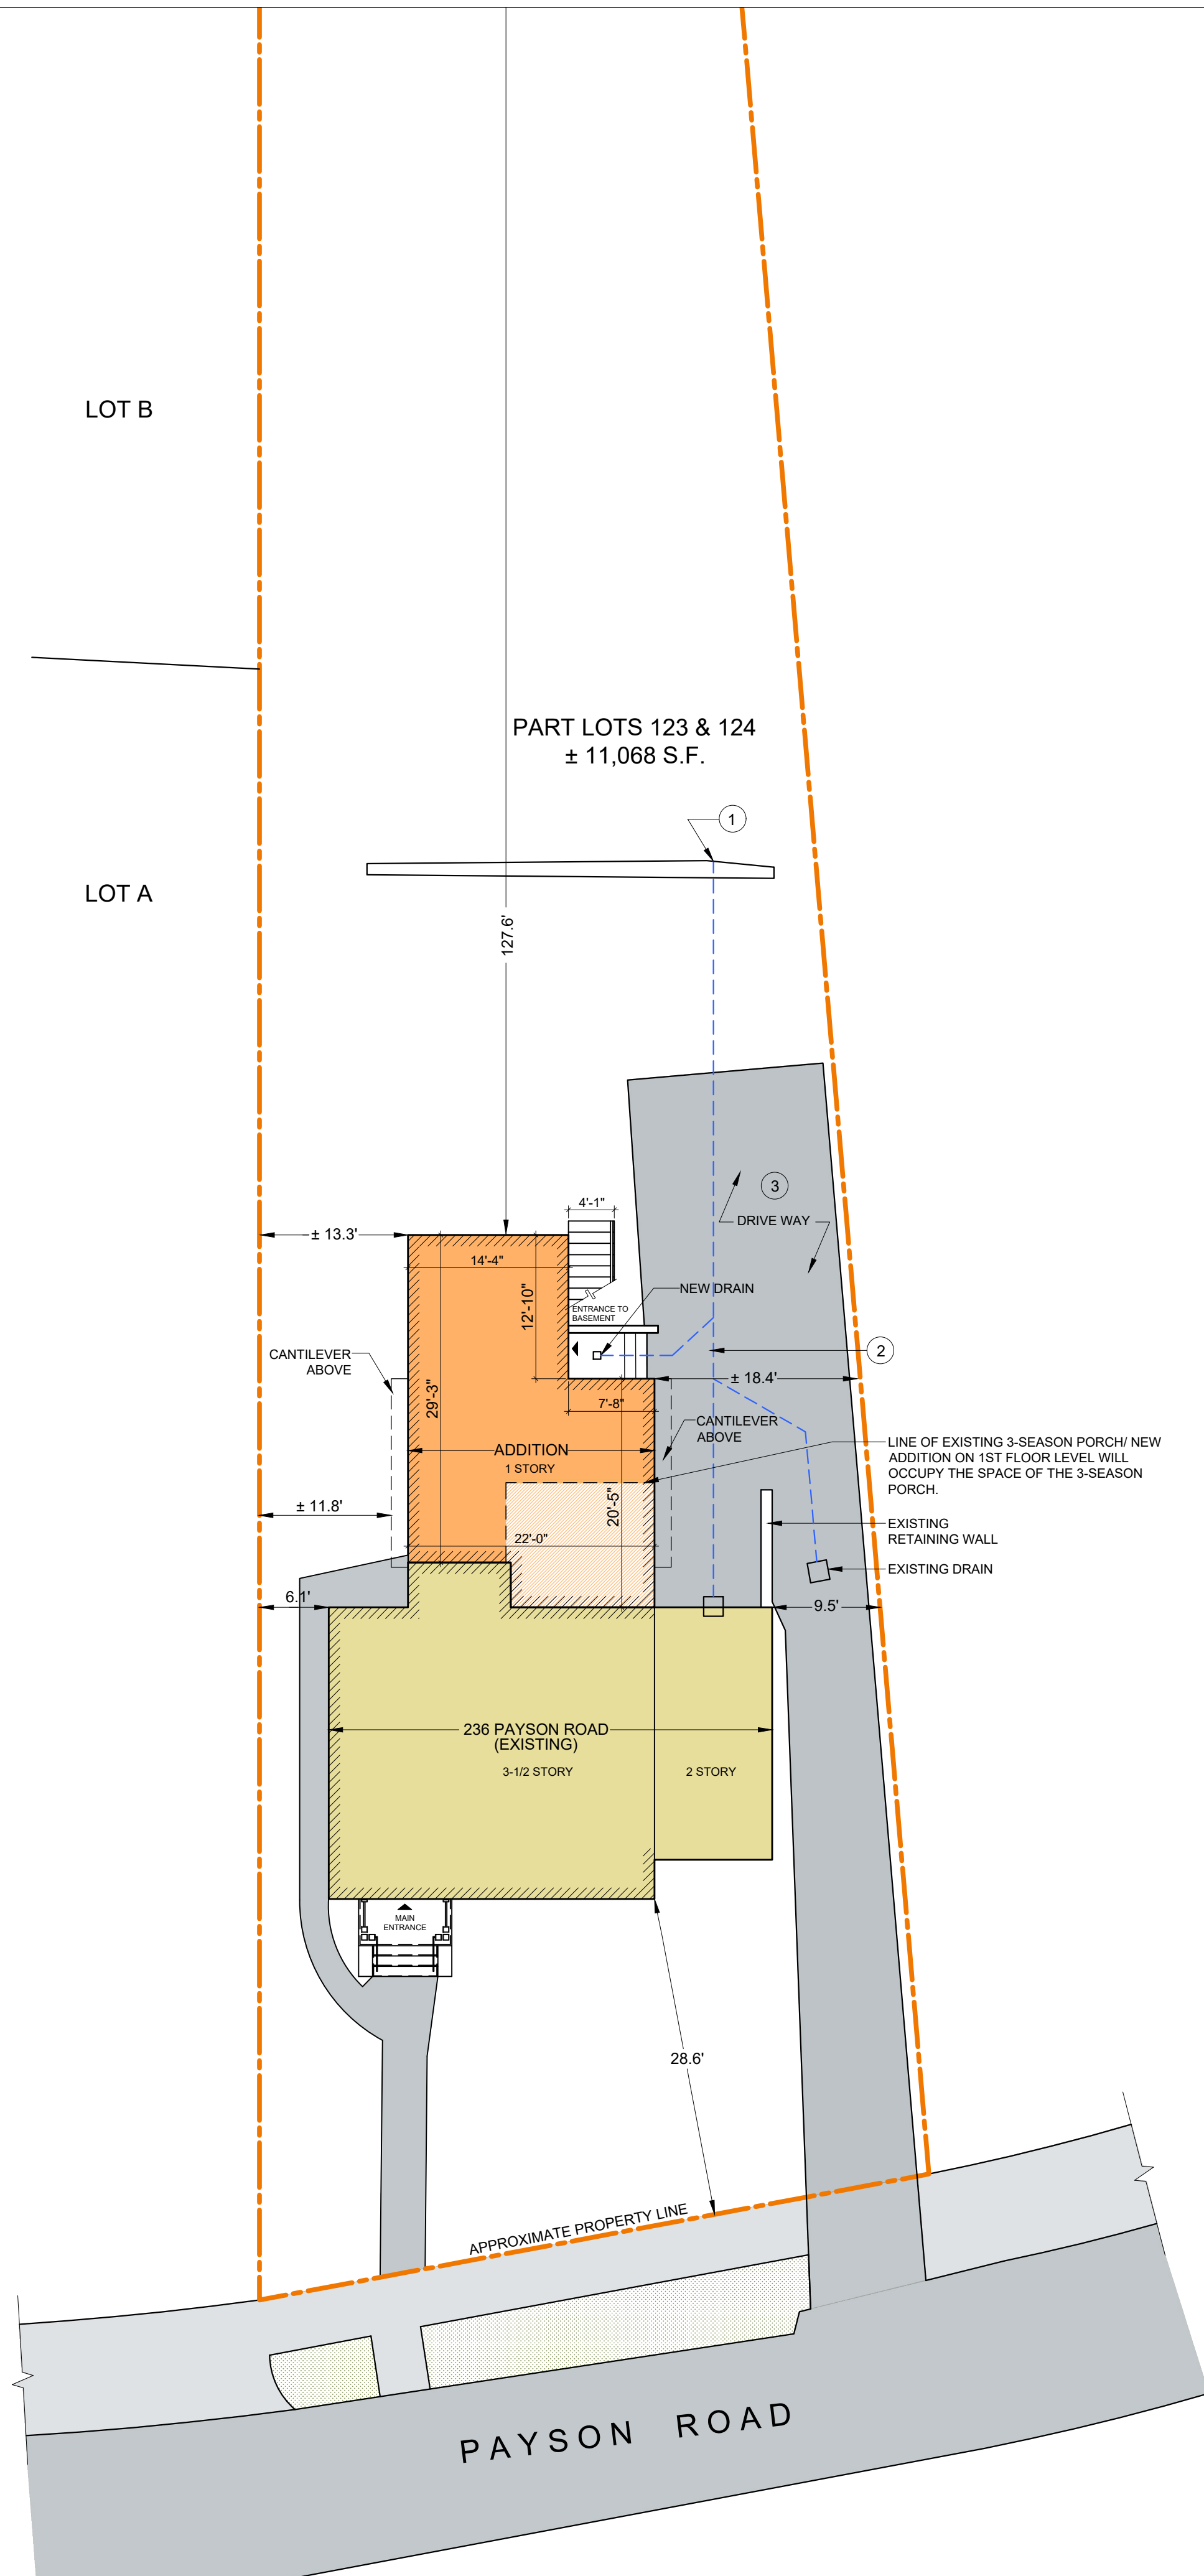 LOT B
PART LOTS 123 & 124
± 11,068 S.F.
1
LOT A
127.6'
3
4'-1"
DRIVE WAY
± 13.3'
14'-4"
NEW DRAIN
12'-10"
ENTRANCE TO
BASEMENT
2
CANTILEVER
ABOVE
± 18.4'
29'-3"
7'-8"
CANTILEVER
ABOVE
ADDITION
1 STORY
LINE OF EXISTING 3-SEASON PORCH/ NEW
ADDITION ON 1ST FLOOR LEVEL WILL
OCCUPY THE SPACE OF THE 3-SEASON
PORCH.
± 11.8'
20'-5"
22'-0"
EXISTING
RETAINING WALL
EXISTING DRAIN
6.1'
9.5'
236 PAYSON ROAD
(EXISTING)
3-1/2 STORY
2 STORY
MAIN
ENTRANCE
28.6'
APPROXIMATE PROPERTY LINE
PAYSON ROAD